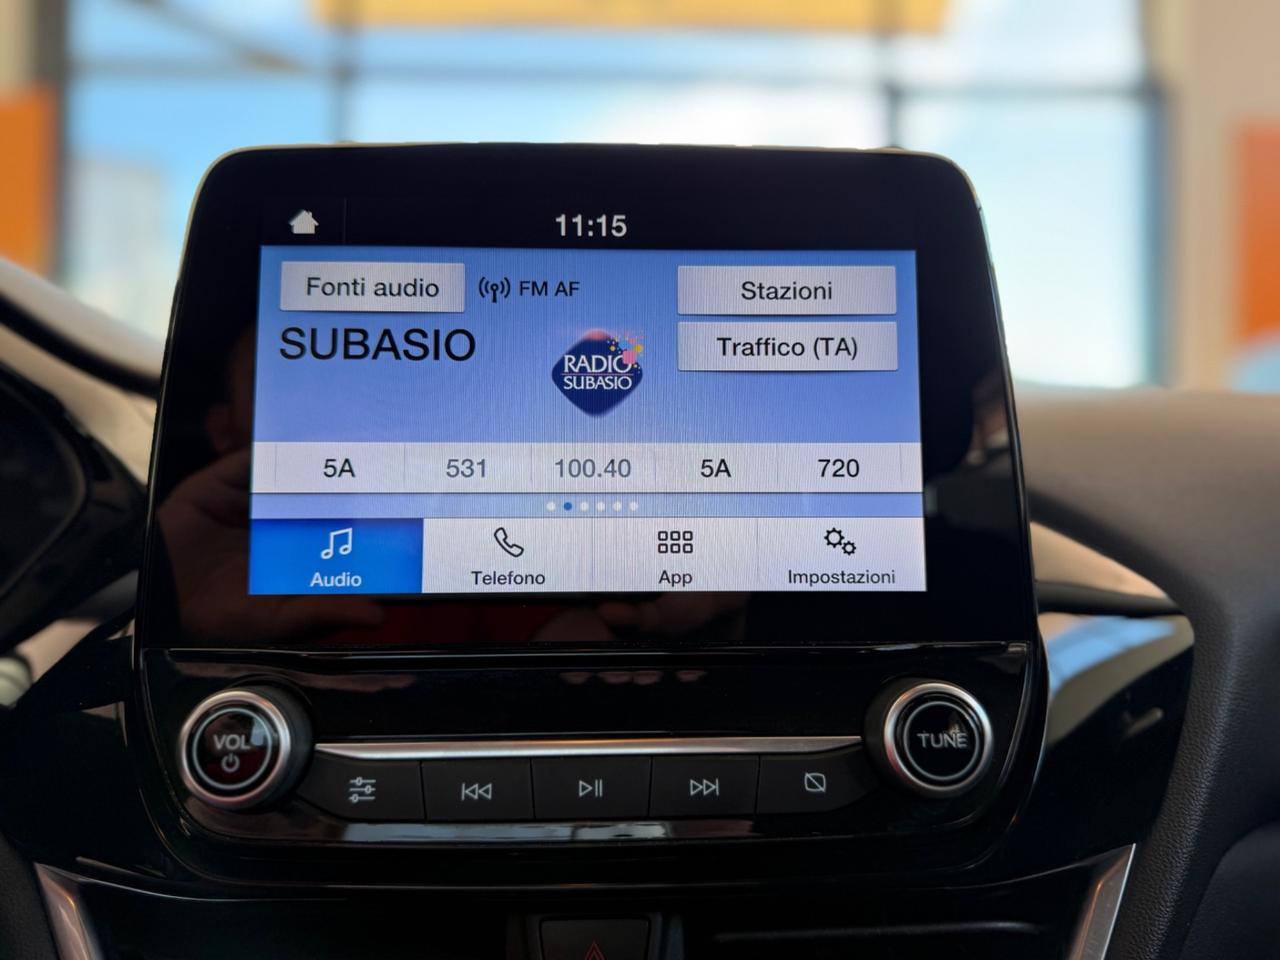 11:15
Fonti audio
FM AF
Stazioni
SUBASIO
RADIO
SUBASIO
Traffico (TA)
5A 531 100.40 5A 720
Audio Telefono App Impostazioni
VOL
TUNE